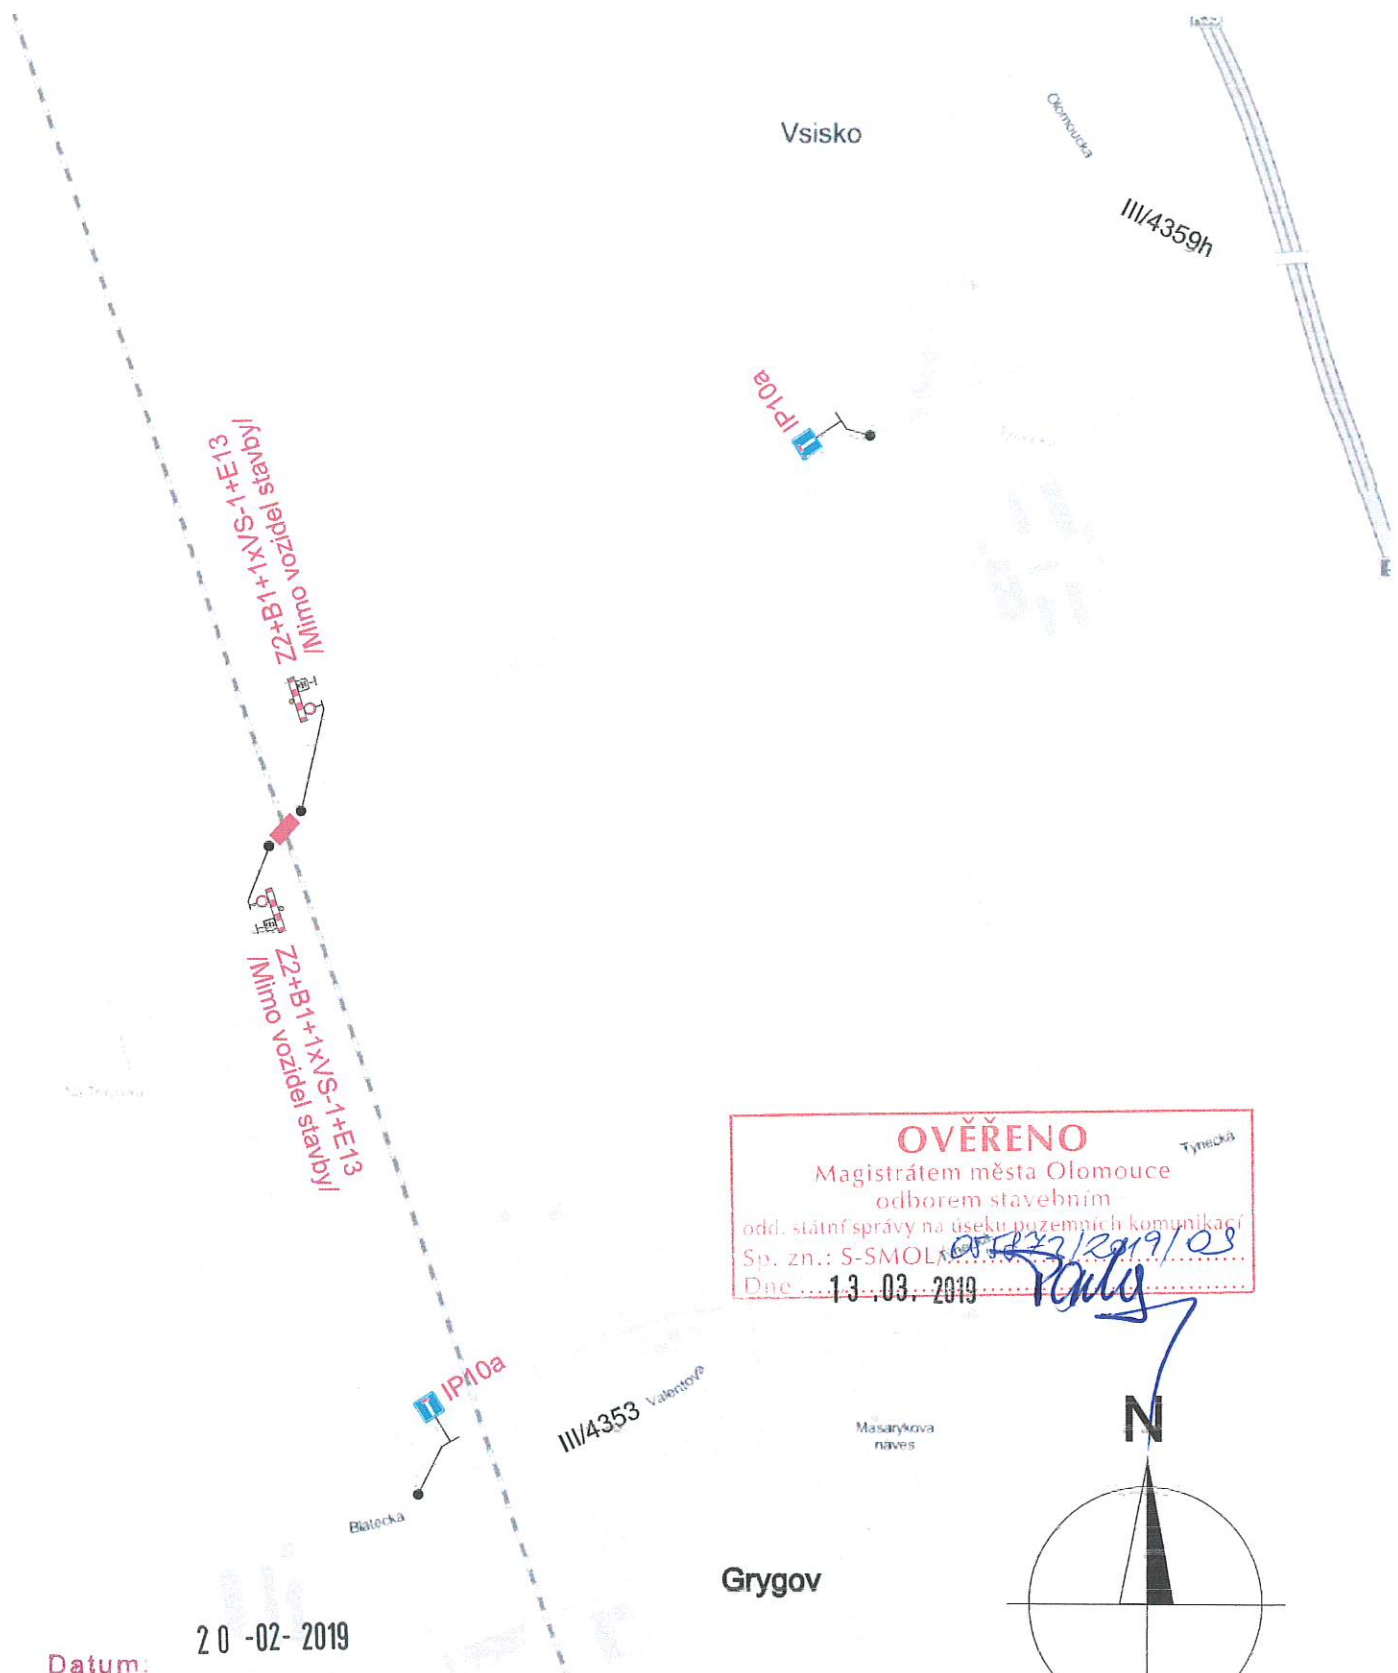 Vsisko
Olomoucká
III/4359h
IP10a
Týnecká
Z2+B1+1xVS-1+E13
/Mimo vozidel stavby/
Z2+B1+1xVS-1+E13
/Mimo vozidel stavby/
OVĚŘENO
Týnecká
Magistrátem města Olomouce
odborem stavebním
odd. státní správy na úseku pozemních komunikací
Sp. zn.: S-SMOL/
Dne 13.03.2019
IP10a
III/4353
Valentova
Masarykova
náves
N
Blatecká
Grygov
20-02-2019
Datum: